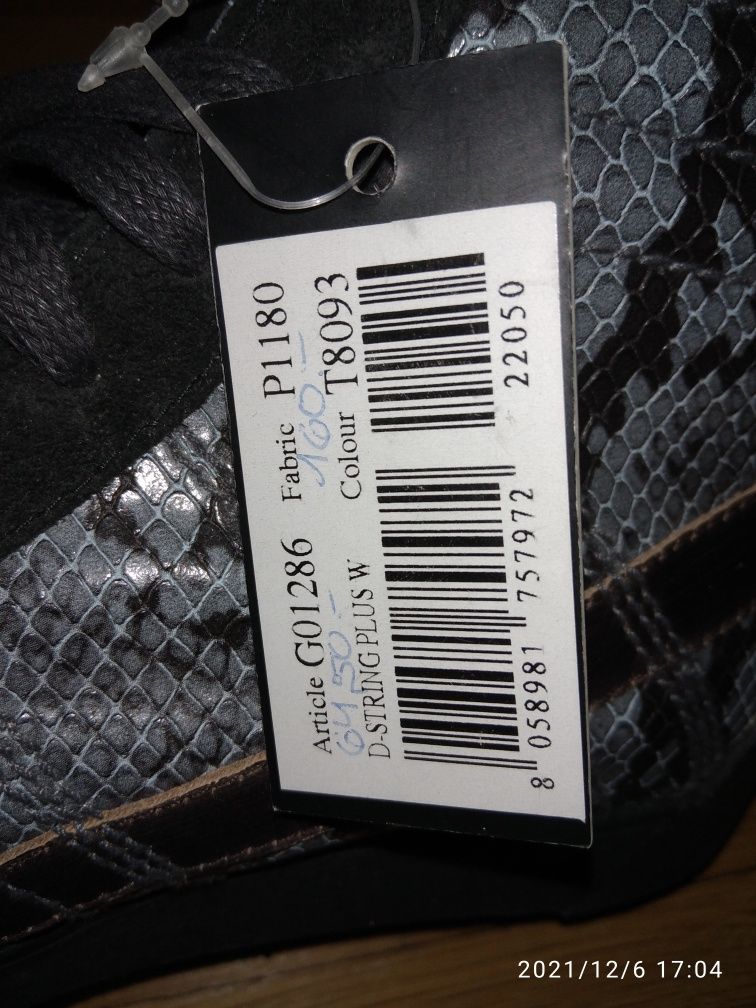 Article G01286 Fabric P1180
64,50.- 160.-
D-STRING PLUS W Colour T8093
8 058981 757972 22050
2021/12/6 17:04